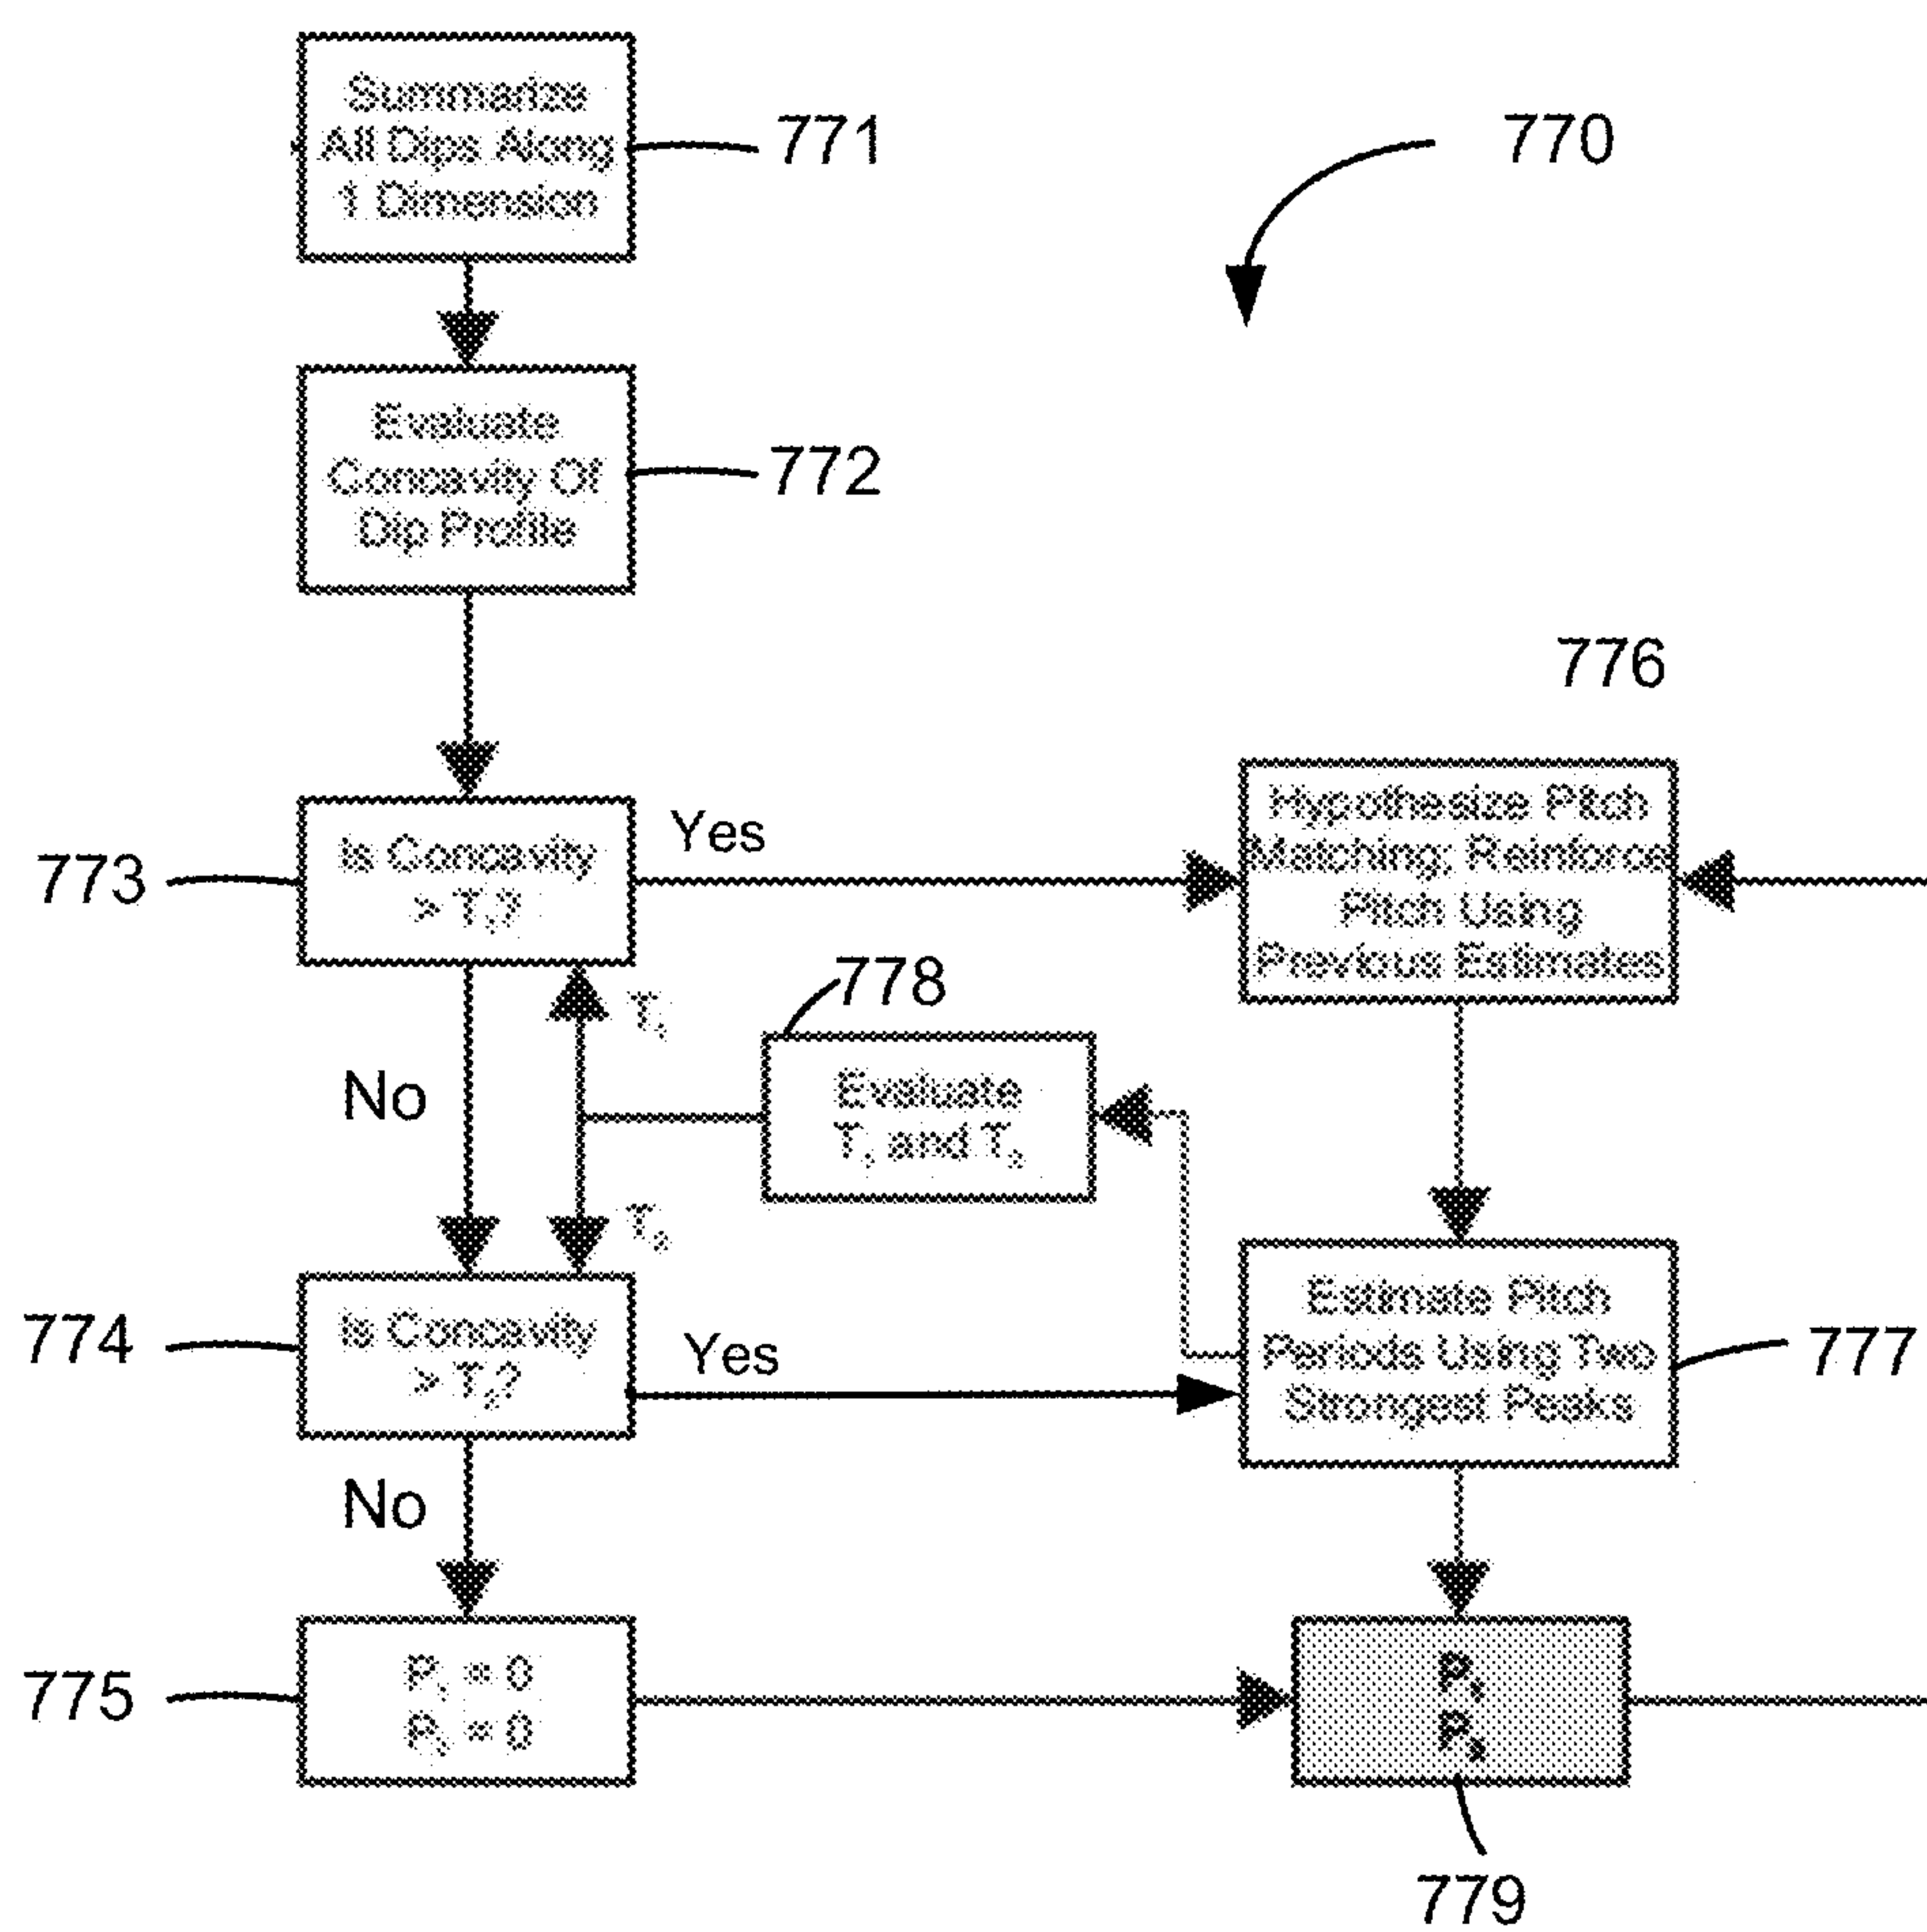 Summarize
All Dips Along
1 Dimension
771
770
Evaluate
Concavity Of
Dip Profile
772
776
773
Is Concavity
> T₁?
Yes
Hypothesize Pitch
Matching; Reinforce
Pitch Using
Previous Estimates
T₁
778
No
Evaluate
T₁ and T₂
T₂
774
Is Concavity
> T₂?
Yes
Estimate Pitch
Periods Using Two
Strongest Peaks
777
No
775
P₁ = 0
P₂ = 0
P₁
P₂
779